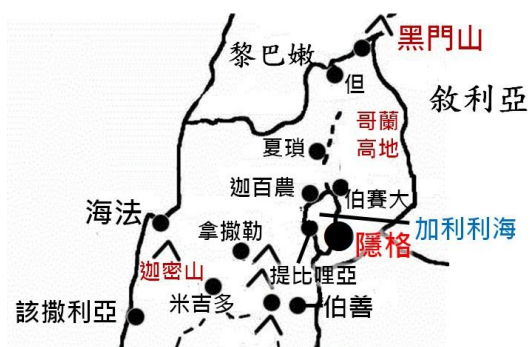 黑門山
黎巴嫩
但
敘利亞
哥蘭
高地
夏瑣
迦百農
伯賽大
海法
加利利海
拿撒勒
隱格
迦密山
提比哩亞
米吉多
該撒利亞
伯善